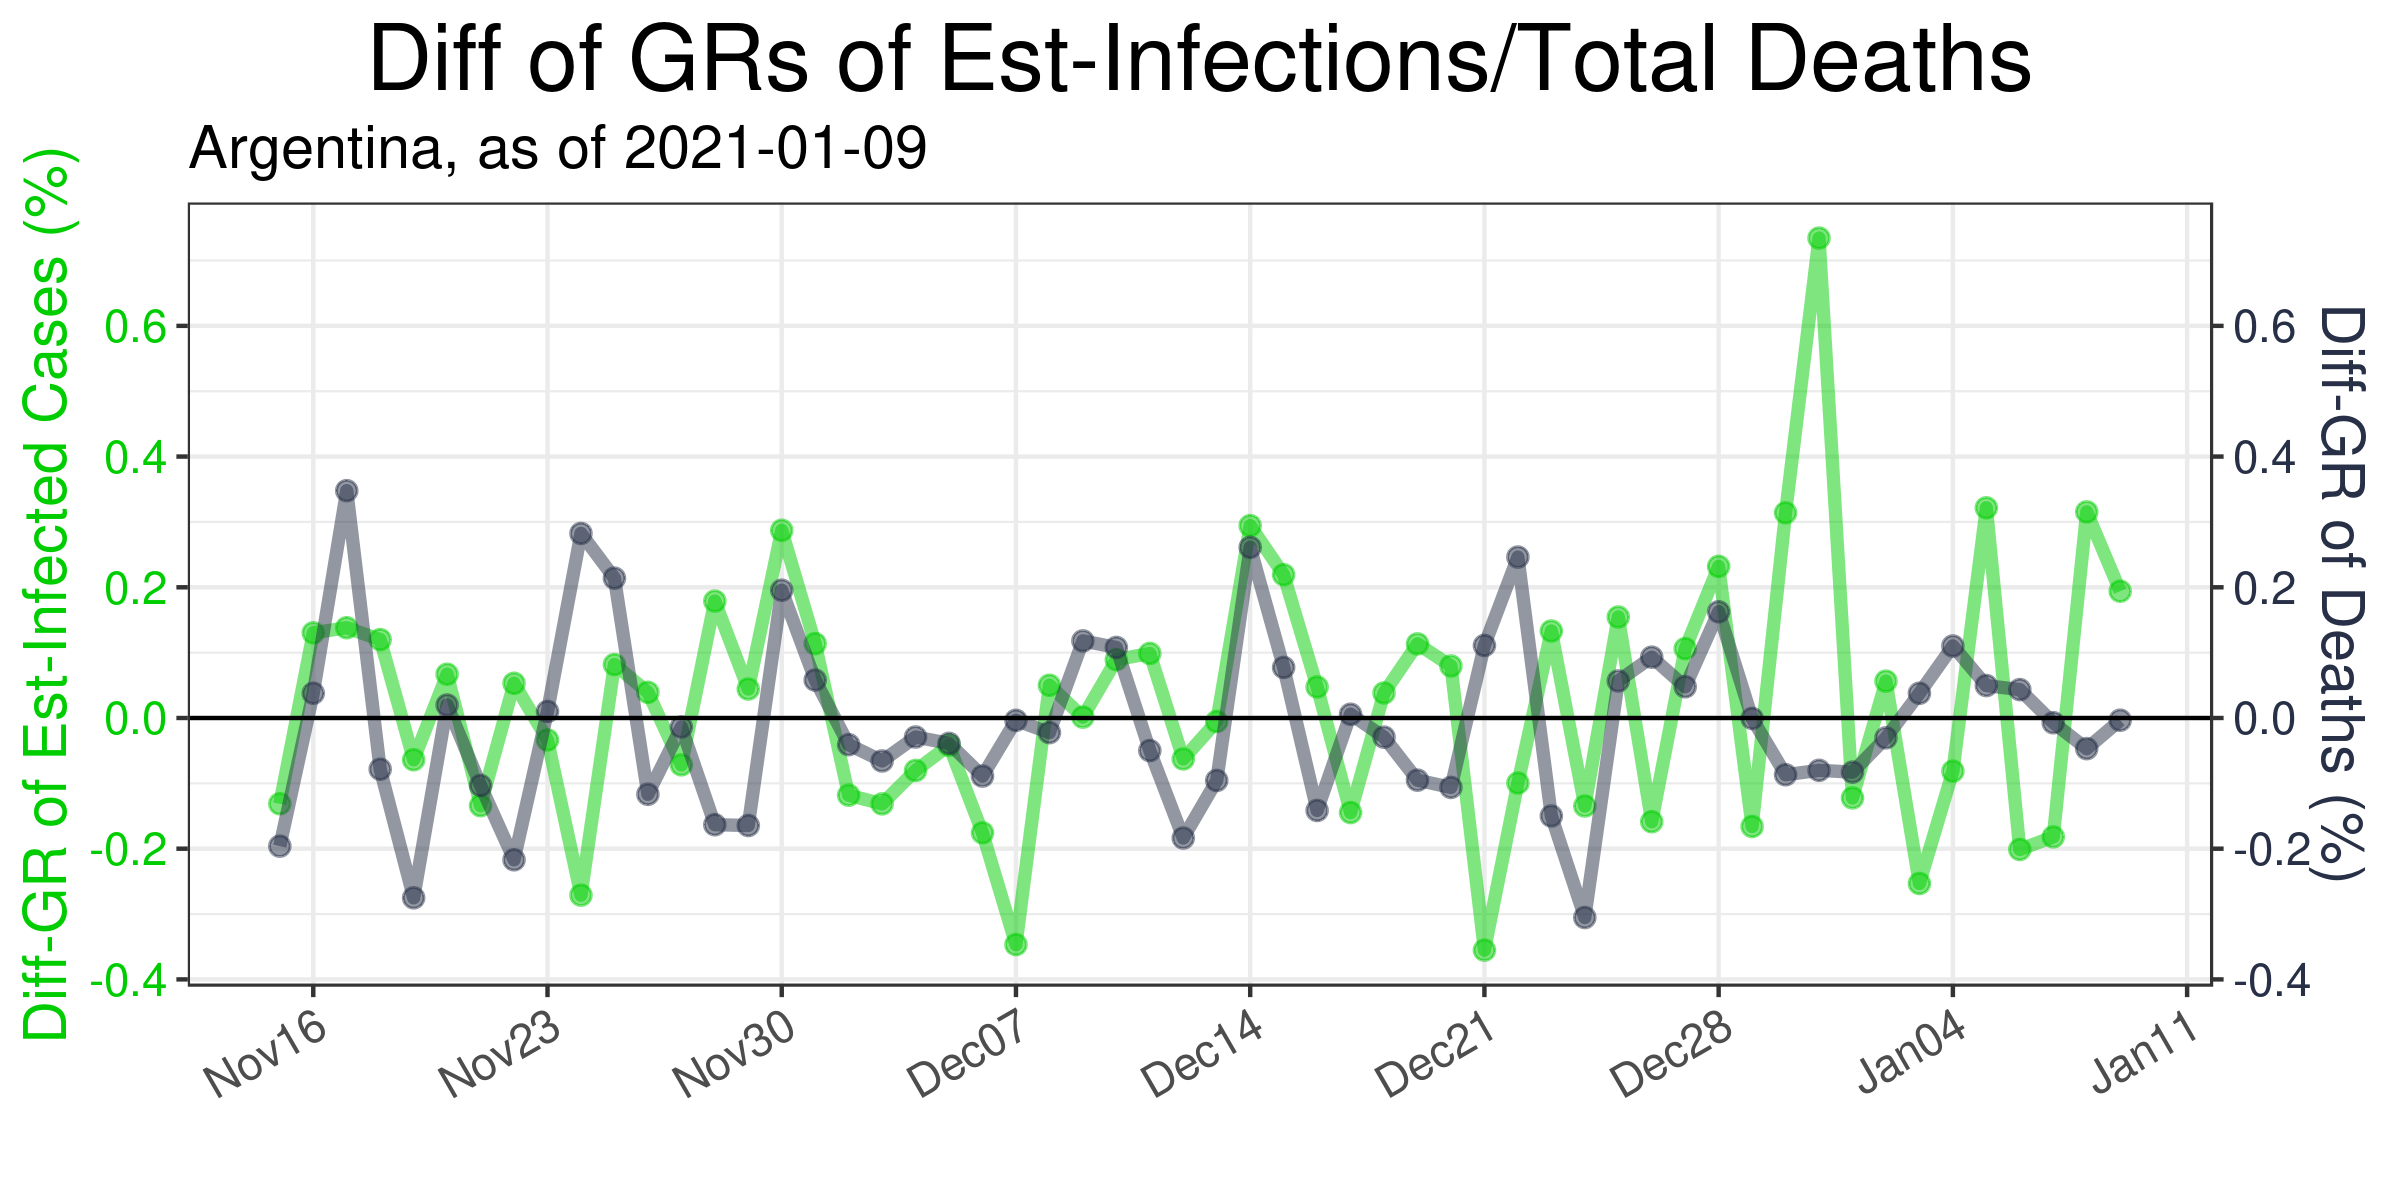 Diff of GRs of Est-Infections/Total Deaths
Argentina, as of 2021-01-09
Diff-GR of Est-Infected Cases (%)
0.6
0.4
0.2
0.0
-0.2
-0.4
0.6
0.4
0.2
0.0
-0.2
-0.4
Diff-GR of Deaths (%)
Nov16
Nov23
Nov30
Dec07
Dec14
Dec21
Dec28
Jan04
Jan11